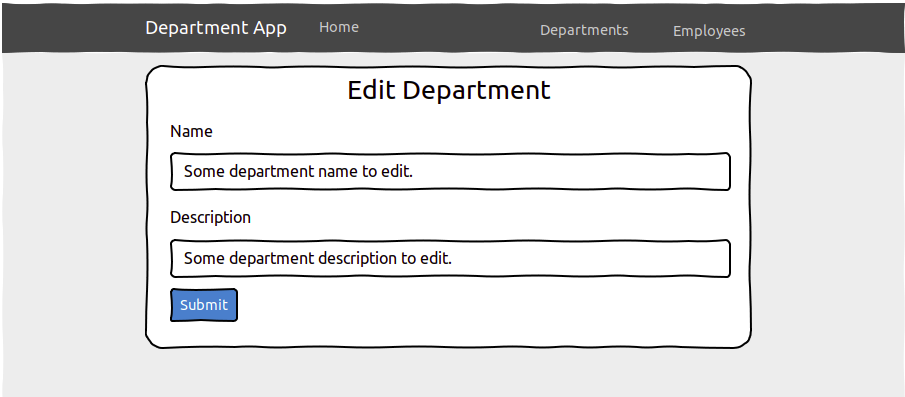 Department App Home Departments Employees
Edit Department
Name
Some department name to edit.
Description
Some department description to edit.
Submit